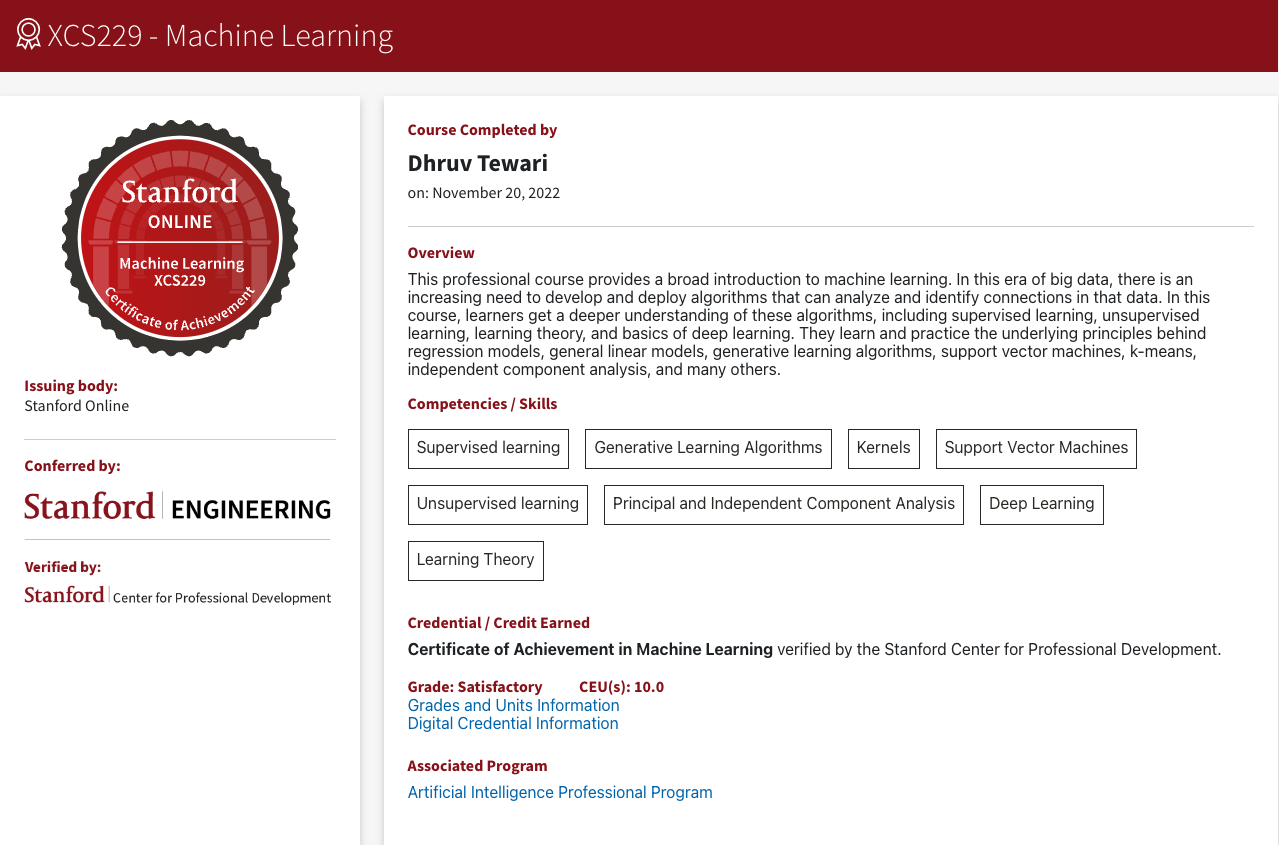 XCS229 - Machine Learning
Stanford
ONLINE
Machine Learning
XCS229
Certificate of Achievement
Issuing body:
Stanford Online
Conferred by:
Stanford ENGINEERING
Verified by:
Stanford Center for Professional Development
Course Completed by
Dhruv Tewari
on: November 20, 2022
Overview
This professional course provides a broad introduction to machine learning. In this era of big data, there is an
increasing need to develop and deploy algorithms that can analyze and identify connections in that data. In this
course, learners get a deeper understanding of these algorithms, including supervised learning, unsupervised
learning, learning theory, and basics of deep learning. They learn and practice the underlying principles behind
regression models, general linear models, generative learning algorithms, support vector machines, k-means,
independent component analysis, and many others.
Competencies / Skills
Supervised learning Generative Learning Algorithms Kernels Support Vector Machines
Unsupervised learning Principal and Independent Component Analysis Deep Learning
Learning Theory
Credential / Credit Earned
Certificate of Achievement in Machine Learning verified by the Stanford Center for Professional Development.
Grade: Satisfactory CEU(s): 10.0
Grades and Units Information
Digital Credential Information
Associated Program
Artificial Intelligence Professional Program